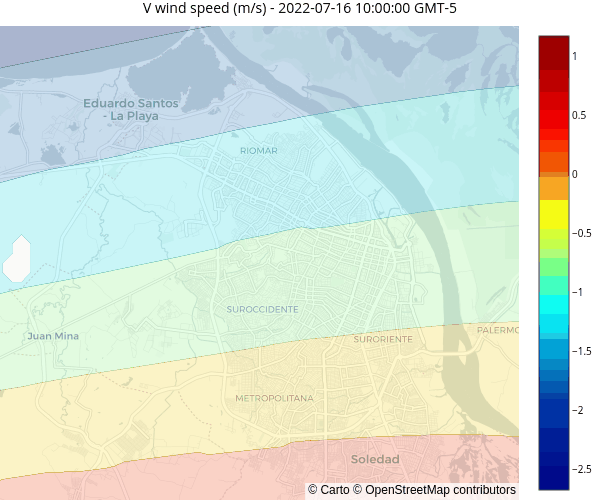 V wind speed (m/s) - 2022-07-16 10:00:00 GMT-5
Eduardo Santos
- La Playa
RIOMAR
SUROCCIDENTE
Juan Mina
SURORIENTE
PALERMO
METROPOLITANA
Soledad
© Carto © OpenStreetMap contributors
1
0.5
0
−0.5
−1
−1.5
−2
−2.5